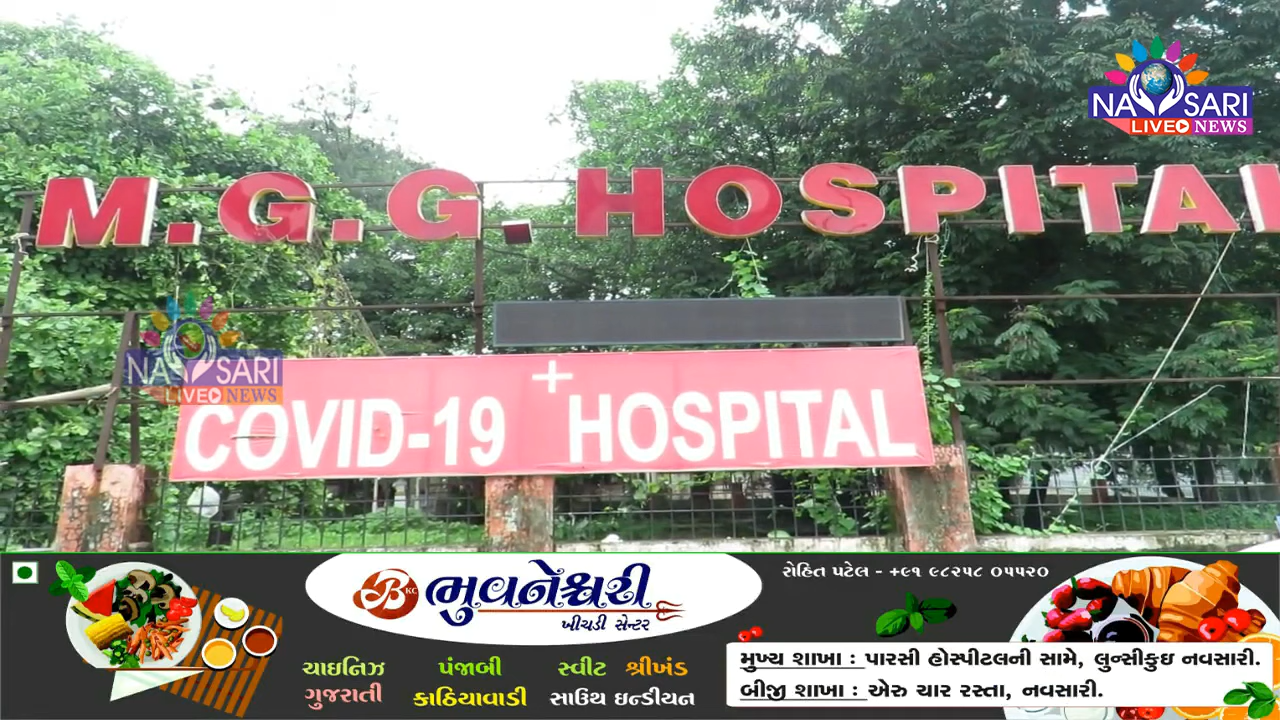 NAVSARI
LIVE NEWS
M.G.G. HOSPITAL
NAVSARI
LIVE NEWS
COVID-19 + HOSPITAL
ભુવનેશ્વરી
ખીચડી સેન્ટર
KC
રોહિત પટેલ - +૯૧ ૯૮૨૫૮ ૦૫૫૨૦
ચાઇનિઝ પંજાબી સ્વીટ શ્રીખંડ
ગુજરાતી કાઠિયાવાડી સાઉથ ઇન્ડીયન
મુખ્ય શાખા : પારસી હોસ્પીટલની સામે, લુન્સીકુઇ નવસારી.
બીજી શાખા : એરુ ચાર રસ્તા, નવસારી.